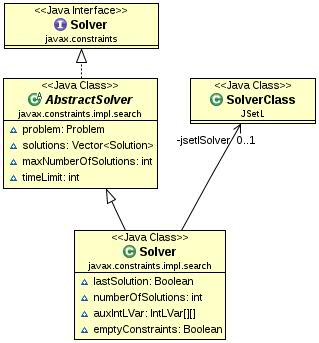 <<Java Interface>>
I Solver
javax.constraints
<<Java Class>>
C A AbstractSolver
javax.constraints.impl.search
problem: Problem
solutions: Vector<Solution>
maxNumberOfSolutions: int
timeLimit: int
<<Java Class>>
C SolverClass
JSetL
-jsetlSolver 0..1
<<Java Class>>
C Solver
javax.constraints.impl.search
lastSolution: Boolean
numberOfSolutions: int
auxIntLVar: IntLVar[][]
emptyConstraints: Boolean